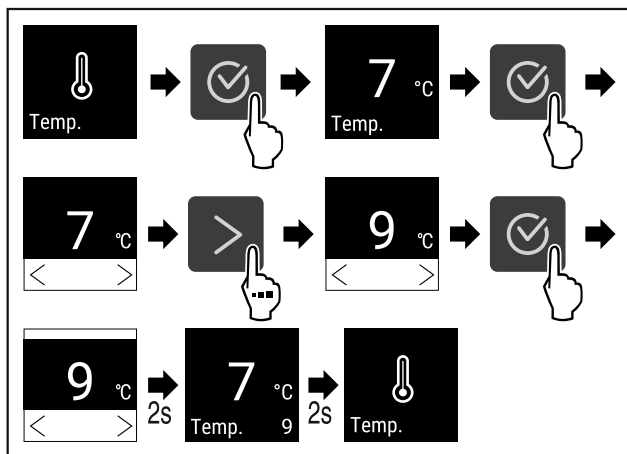 Temp.
7 °C
Temp.
7 °C
< >
>
9 °C
< >
9 °C
< >
2s
7 °C
Temp. 9
2s
Temp.